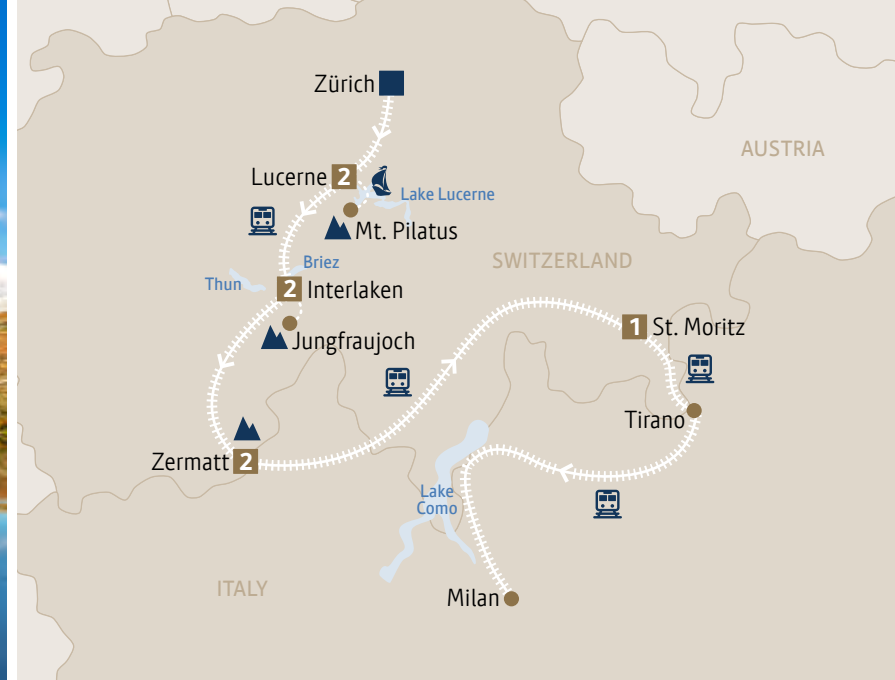 Zürich
AUSTRIA
Lucerne 2
Lake Lucerne
Mt. Pilatus
SWITZERLAND
Briez
Thun
2 Interlaken
1 St. Moritz
Jungfraujoch
Tirano
Zermatt 2
Lake
Como
ITALY
Milan